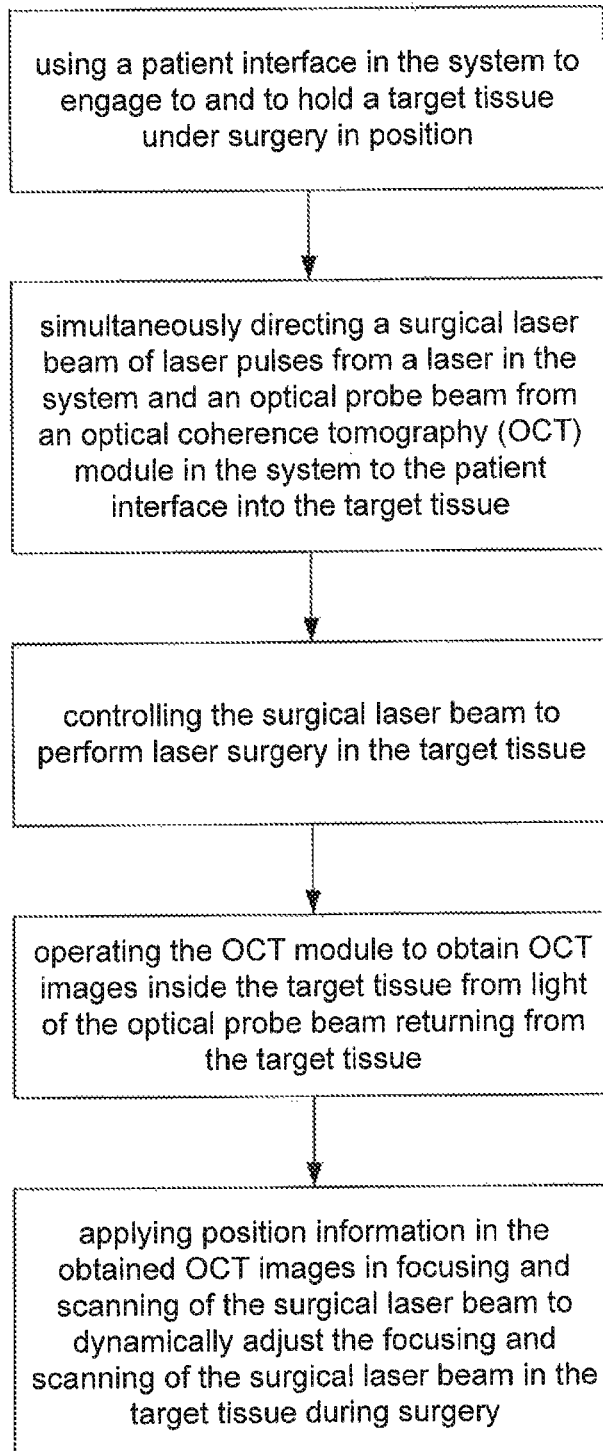 using a patient interface in the system to
engage to and to hold a target tissue
under surgery in position
simultaneously directing a surgical laser
beam of laser pulses from a laser in the
system and an optical probe beam from
an optical coherence tomography (OCT)
module in the system to the patient
interface into the target tissue
controlling the surgical laser beam to
perform laser surgery in the target tissue
operating the OCT module to obtain OCT
images inside the target tissue from light
of the optical probe beam returning from
the target tissue
applying position information in the
obtained OCT images in focusing and
scanning of the surgical laser beam to
dynamically adjust the focusing and
scanning of the surgical laser beam in the
target tissue during surgery